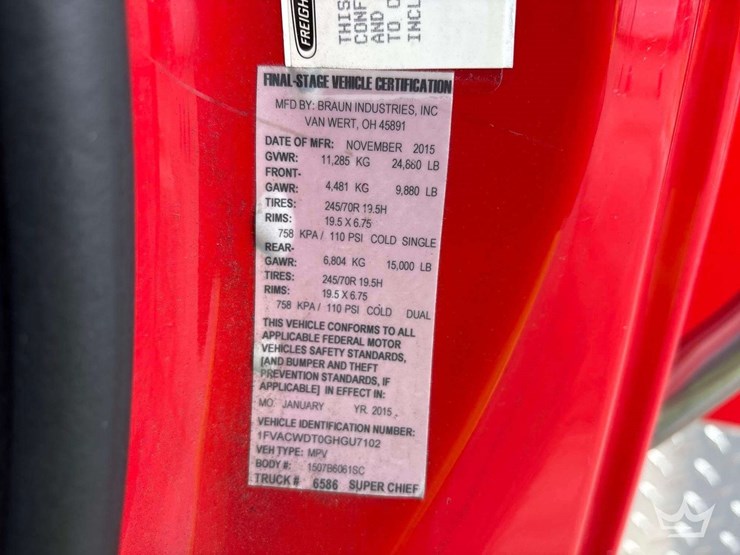 FREIGH
THIS
CONF
AND
TO C
INCL
FINAL-STAGE VEHICLE CERTIFICATION
MFD BY: BRAUN INDUSTRIES, INC
VAN WERT, OH 45891
DATE OF MFR: NOVEMBER 2015
GVWR: 11,285 KG 24,880 LB
FRONT-
GAWR: 4,481 KG 9,880 LB
TIRES: 245/70R 19.5H
RIMS: 19.5 X 6.75
758 KPA / 110 PSI COLD SINGLE
REAR-
GAWR: 6,804 KG 15,000 LB
TIRES: 245/70R 19.5H
RIMS: 19.5 X 6.75
758 KPA / 110 PSI COLD DUAL
THIS VEHICLE CONFORMS TO ALL
APPLICABLE FEDERAL MOTOR
VEHICLES SAFETY STANDARDS,
[AND BUMPER AND THEFT
PREVENTION STANDARDS, IF
APPLICABLE] IN EFFECT IN:
MO. JANUARY YR. 2015
VEHICLE IDENTIFICATION NUMBER:
1FVACWDT0GHGU7102
VEH TYPE: MPV
BODY #: 1507B6061SC
TRUCK # 6586 SUPER CHIEF